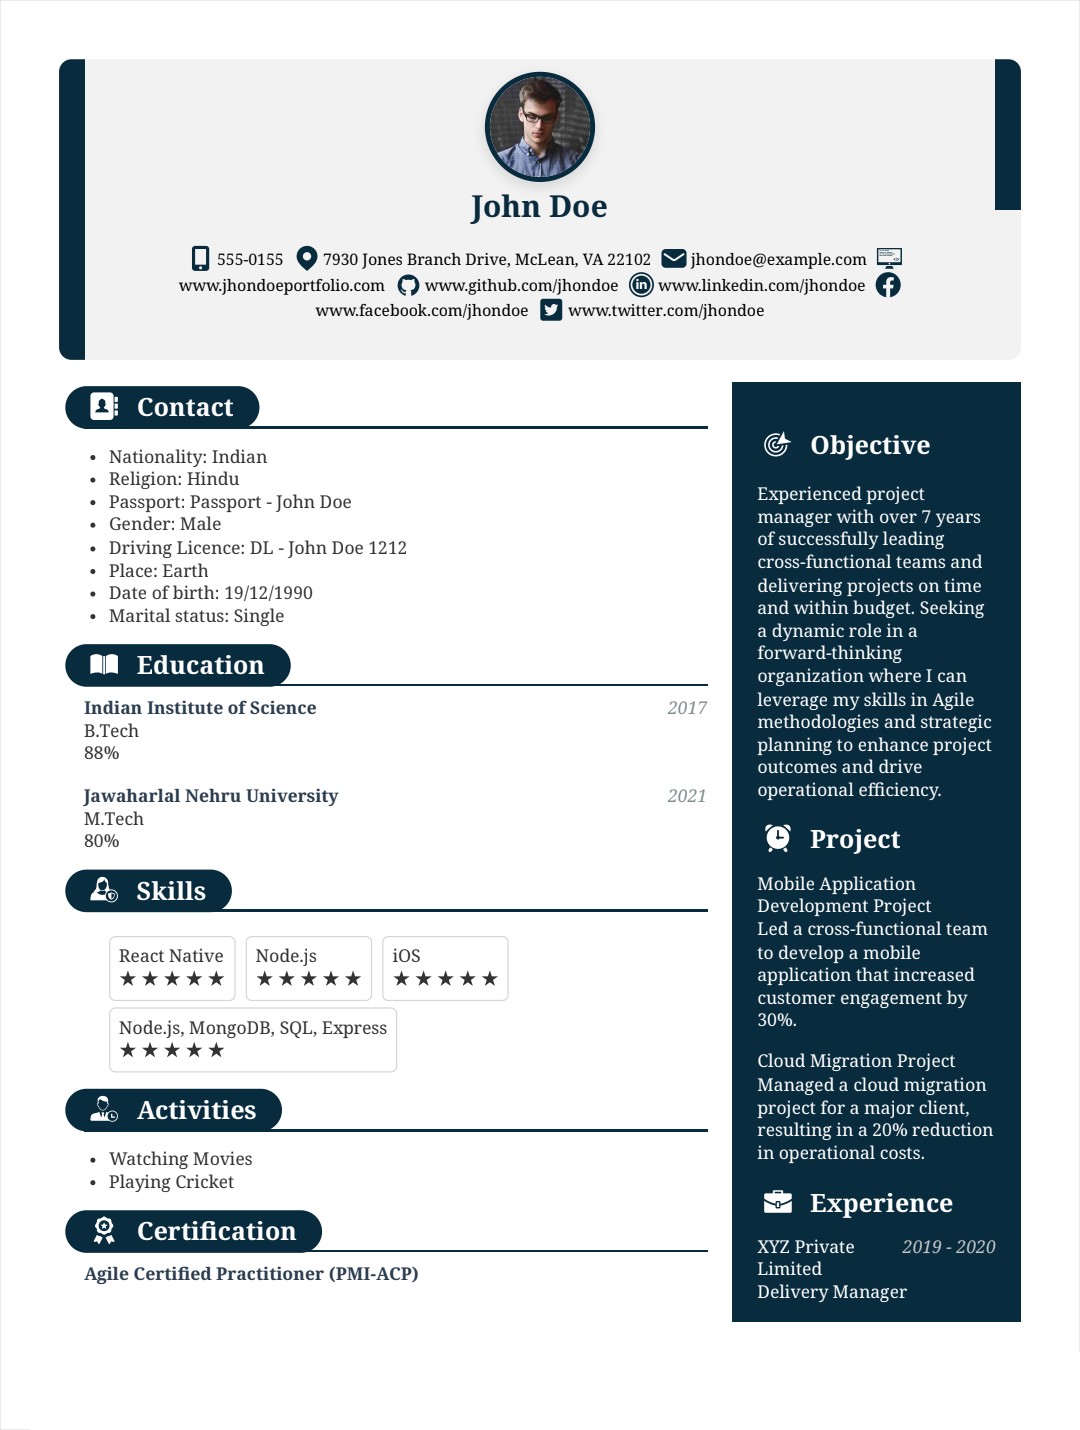 John Doe
555-0155 7930 Jones Branch Drive, McLean, VA 22102 jhondoe@example.com
www.jhondoeportfolio.com www.github.com/jhondoe www.linkedin.com/jhondoe
www.facebook.com/jhondoe www.twitter.com/jhondoe
Contact
• Nationality: Indian
• Religion: Hindu
• Passport: Passport - John Doe
• Gender: Male
• Driving Licence: DL - John Doe 1212
• Place: Earth
• Date of birth: 19/12/1990
• Marital status: Single
Education
Indian Institute of Science 2017
B.Tech
88%
Jawaharlal Nehru University 2021
M.Tech
80%
Skills
React Native Node.js iOS
★★★★★ ★★★★★ ★★★★★
Node.js, MongoDB, SQL, Express
★★★★★
Activities
• Watching Movies
• Playing Cricket
Certification
Agile Certified Practitioner (PMI-ACP)
Objective
Experienced project
manager with over 7 years
of successfully leading
cross-functional teams and
delivering projects on time
and within budget. Seeking
a dynamic role in a
forward-thinking
organization where I can
leverage my skills in Agile
methodologies and strategic
planning to enhance project
outcomes and drive
operational efficiency.
Project
Mobile Application
Development Project
Led a cross-functional team
to develop a mobile
application that increased
customer engagement by
30%.
Cloud Migration Project
Managed a cloud migration
project for a major client,
resulting in a 20% reduction
in operational costs.
Experience
XYZ Private 2019 - 2020
Limited
Delivery Manager